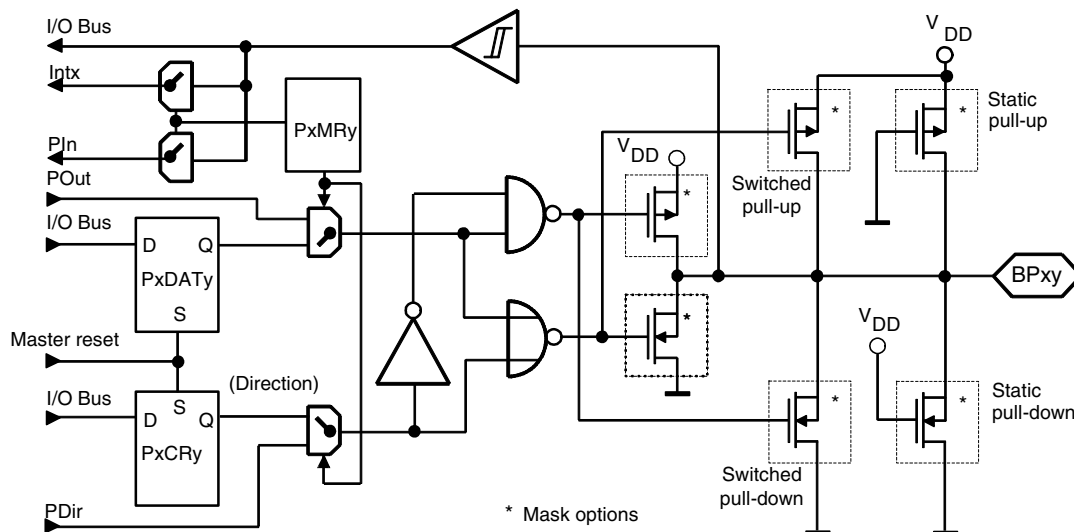 I/O Bus
V
DD
Intx
PxMRy
*
*
Static
pull-up
PIn
V
DD
POut
*
Switched
pull-up
I/O Bus
D
Q
PxDATy
BPxy
S
*
V
DD
Master reset
(Direction)
I/O Bus
S
D
Q
*
*
Static
pull-down
PxCRy
Switched
pull-down
PDir
* Mask options